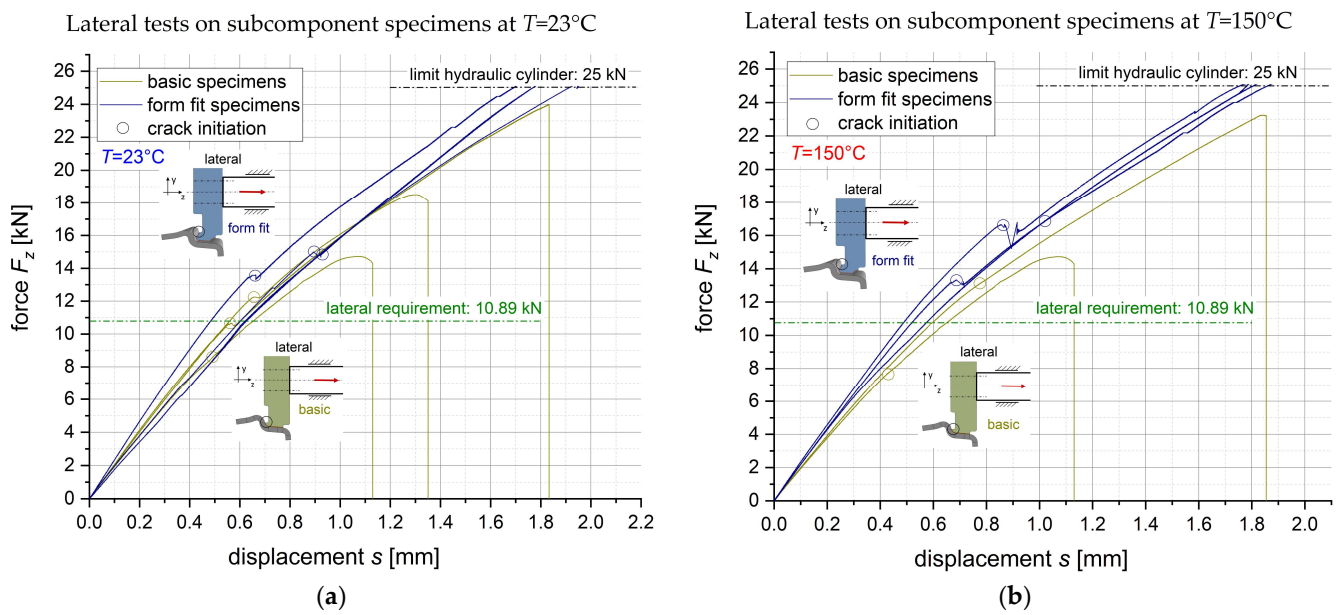 Lateral tests on subcomponent specimens at T=23°C
26
24
22
20
18
16
14
12
10
8
6
4
2
0
force Fz [kN]
basic specimens
form fit specimens
crack initiation
limit hydraulic cylinder: 25 kN
T=23°C
lateral
y
z
form fit
lateral requirement: 10.89 kN
lateral
y
z
basic
0.0 0.2 0.4 0.6 0.8 1.0 1.2 1.4 1.6 1.8 2.0 2.2
displacement s [mm]
(a)
Lateral tests on subcomponent specimens at T=150°C
26
24
22
20
18
16
14
12
10
8
6
4
2
0
force Fz [kN]
basic specimens
form fit specimens
crack initiation
limit hydraulic cylinder: 25 kN
T=150°C
lateral
y
z
form fit
lateral requirement: 10.89 kN
lateral
y
z
basic
0.0 0.2 0.4 0.6 0.8 1.0 1.2 1.4 1.6 1.8 2.0
displacement s [mm]
(b)